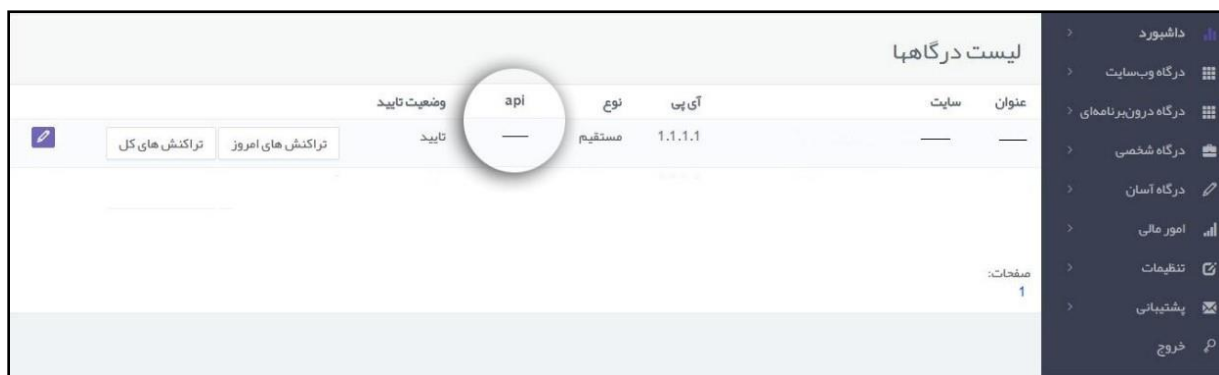 داشبورد
درگاه وب‌سایت
درگاه درون‌برنامه‌ای
درگاه شخصی
درگاه آسان
امور مالی
تنظیمات
پشتیبانی
خروج
لیست درگاهها
عنوان سایت آی پی نوع api وضعیت تایید
1.1.1.1 مستقیم تایید تراکنش های امروز تراکنش های کل
صفحات:
1